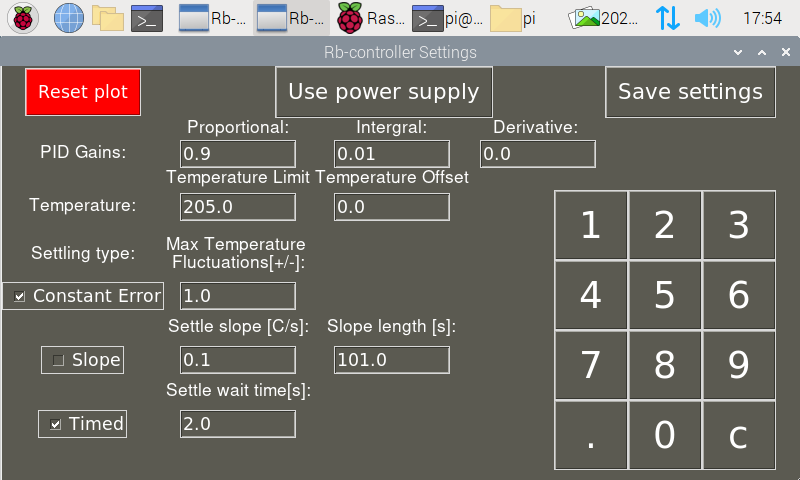 Rb-... Rb-... Ras... pi@... pi 202... 17:54
Rb-controller Settings
Reset plot Use power supply Save settings
Proportional: Intergral: Derivative:
PID Gains: 0.9 0.01 0.0
Temperature Limit Temperature Offset
Temperature: 205.0 0.0
Settling type: Max Temperature
Fluctuations[+/-]:
Constant Error 1.0
Settle slope [C/s]: Slope length [s]:
Slope 0.1 101.0
Settle wait time[s]:
Timed 2.0
1 2 3
4 5 6
7 8 9
. 0 c